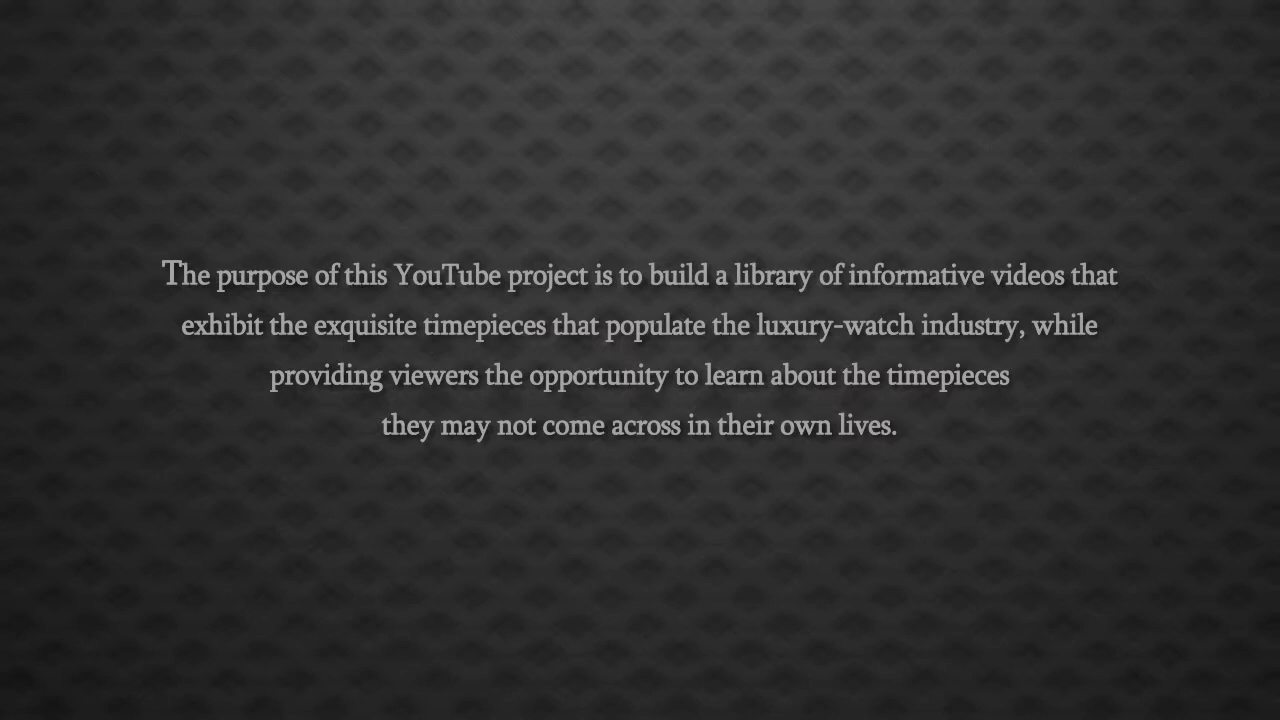 The purpose of this YouTube project is to build a library of informative videos that
exhibit the exquisite timepieces that populate the luxury-watch industry, while
providing viewers the opportunity to learn about the timepieces
they may not come across in their own lives.